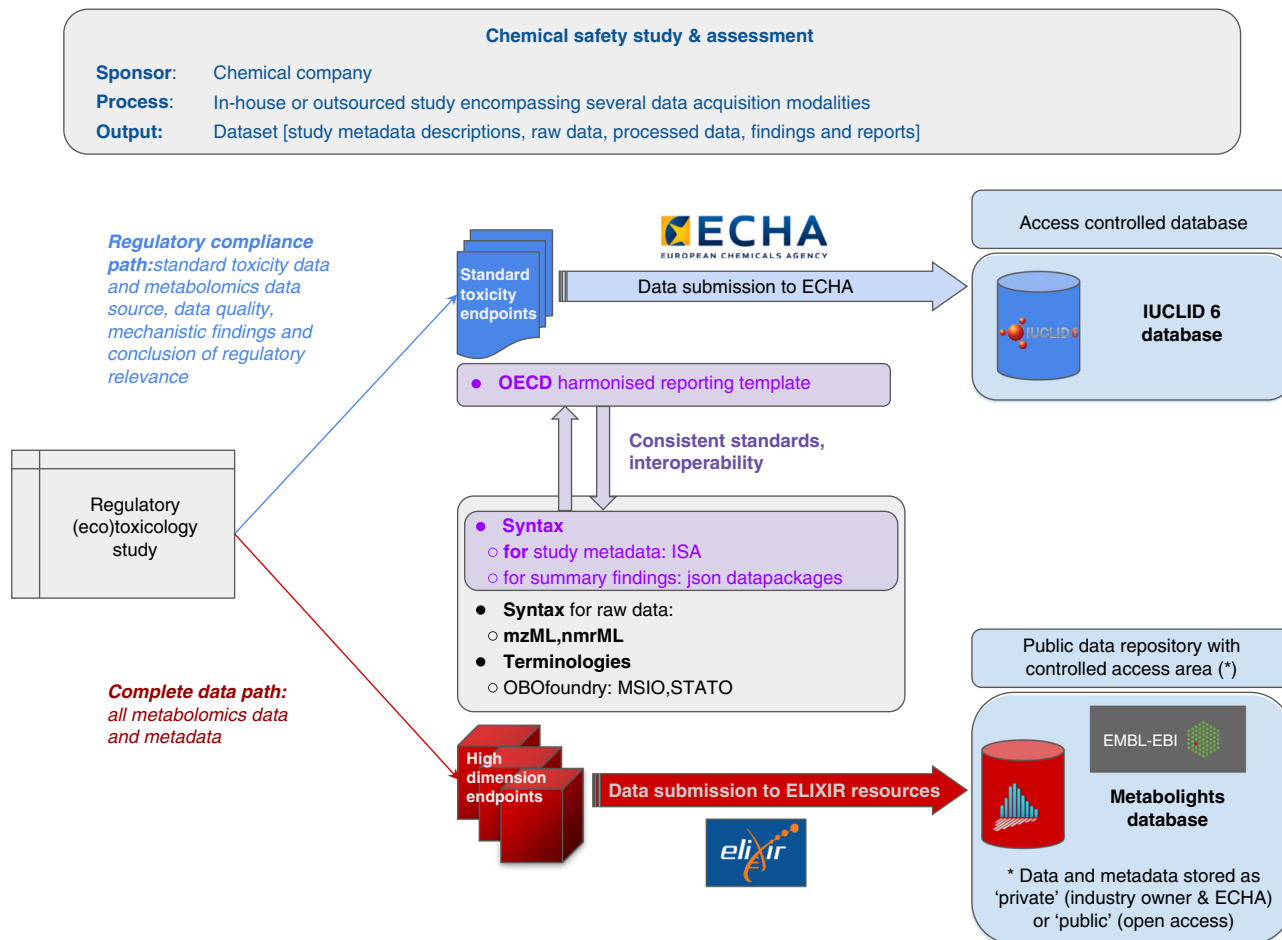 Chemical safety study & assessment
Sponsor: Chemical company
Process: In-house or outsourced study encompassing several data acquisition modalities
Output: Dataset [study metadata descriptions, raw data, processed data, findings and reports]
Regulatory compliance
path:standard toxicity data
and metabolomics data
source, data quality,
mechanistic findings and
conclusion of regulatory
relevance
Standard
toxicity
endpoints
ECHA
EUROPEAN CHEMICALS AGENCY
Data submission to ECHA
Access controlled database
IUCLID 6
IUCLID 6
database
● OECD harmonised reporting template
Consistent standards,
interoperability
Regulatory
(eco)toxicology
study
● Syntax
○ for study metadata: ISA
○ for summary findings: json datapackages
● Syntax for raw data:
○ mzML,nmrML
● Terminologies
○ OBOfoundry: MSIO,STATO
Complete data path:
all metabolomics data
and metadata
High
dimension
endpoints
Data submission to ELIXIR resources
elixir
Public data repository with
controlled access area (*)
EMBL-EBI
Metabolights
database
* Data and metadata stored as
‘private’ (industry owner & ECHA)
or ‘public’ (open access)